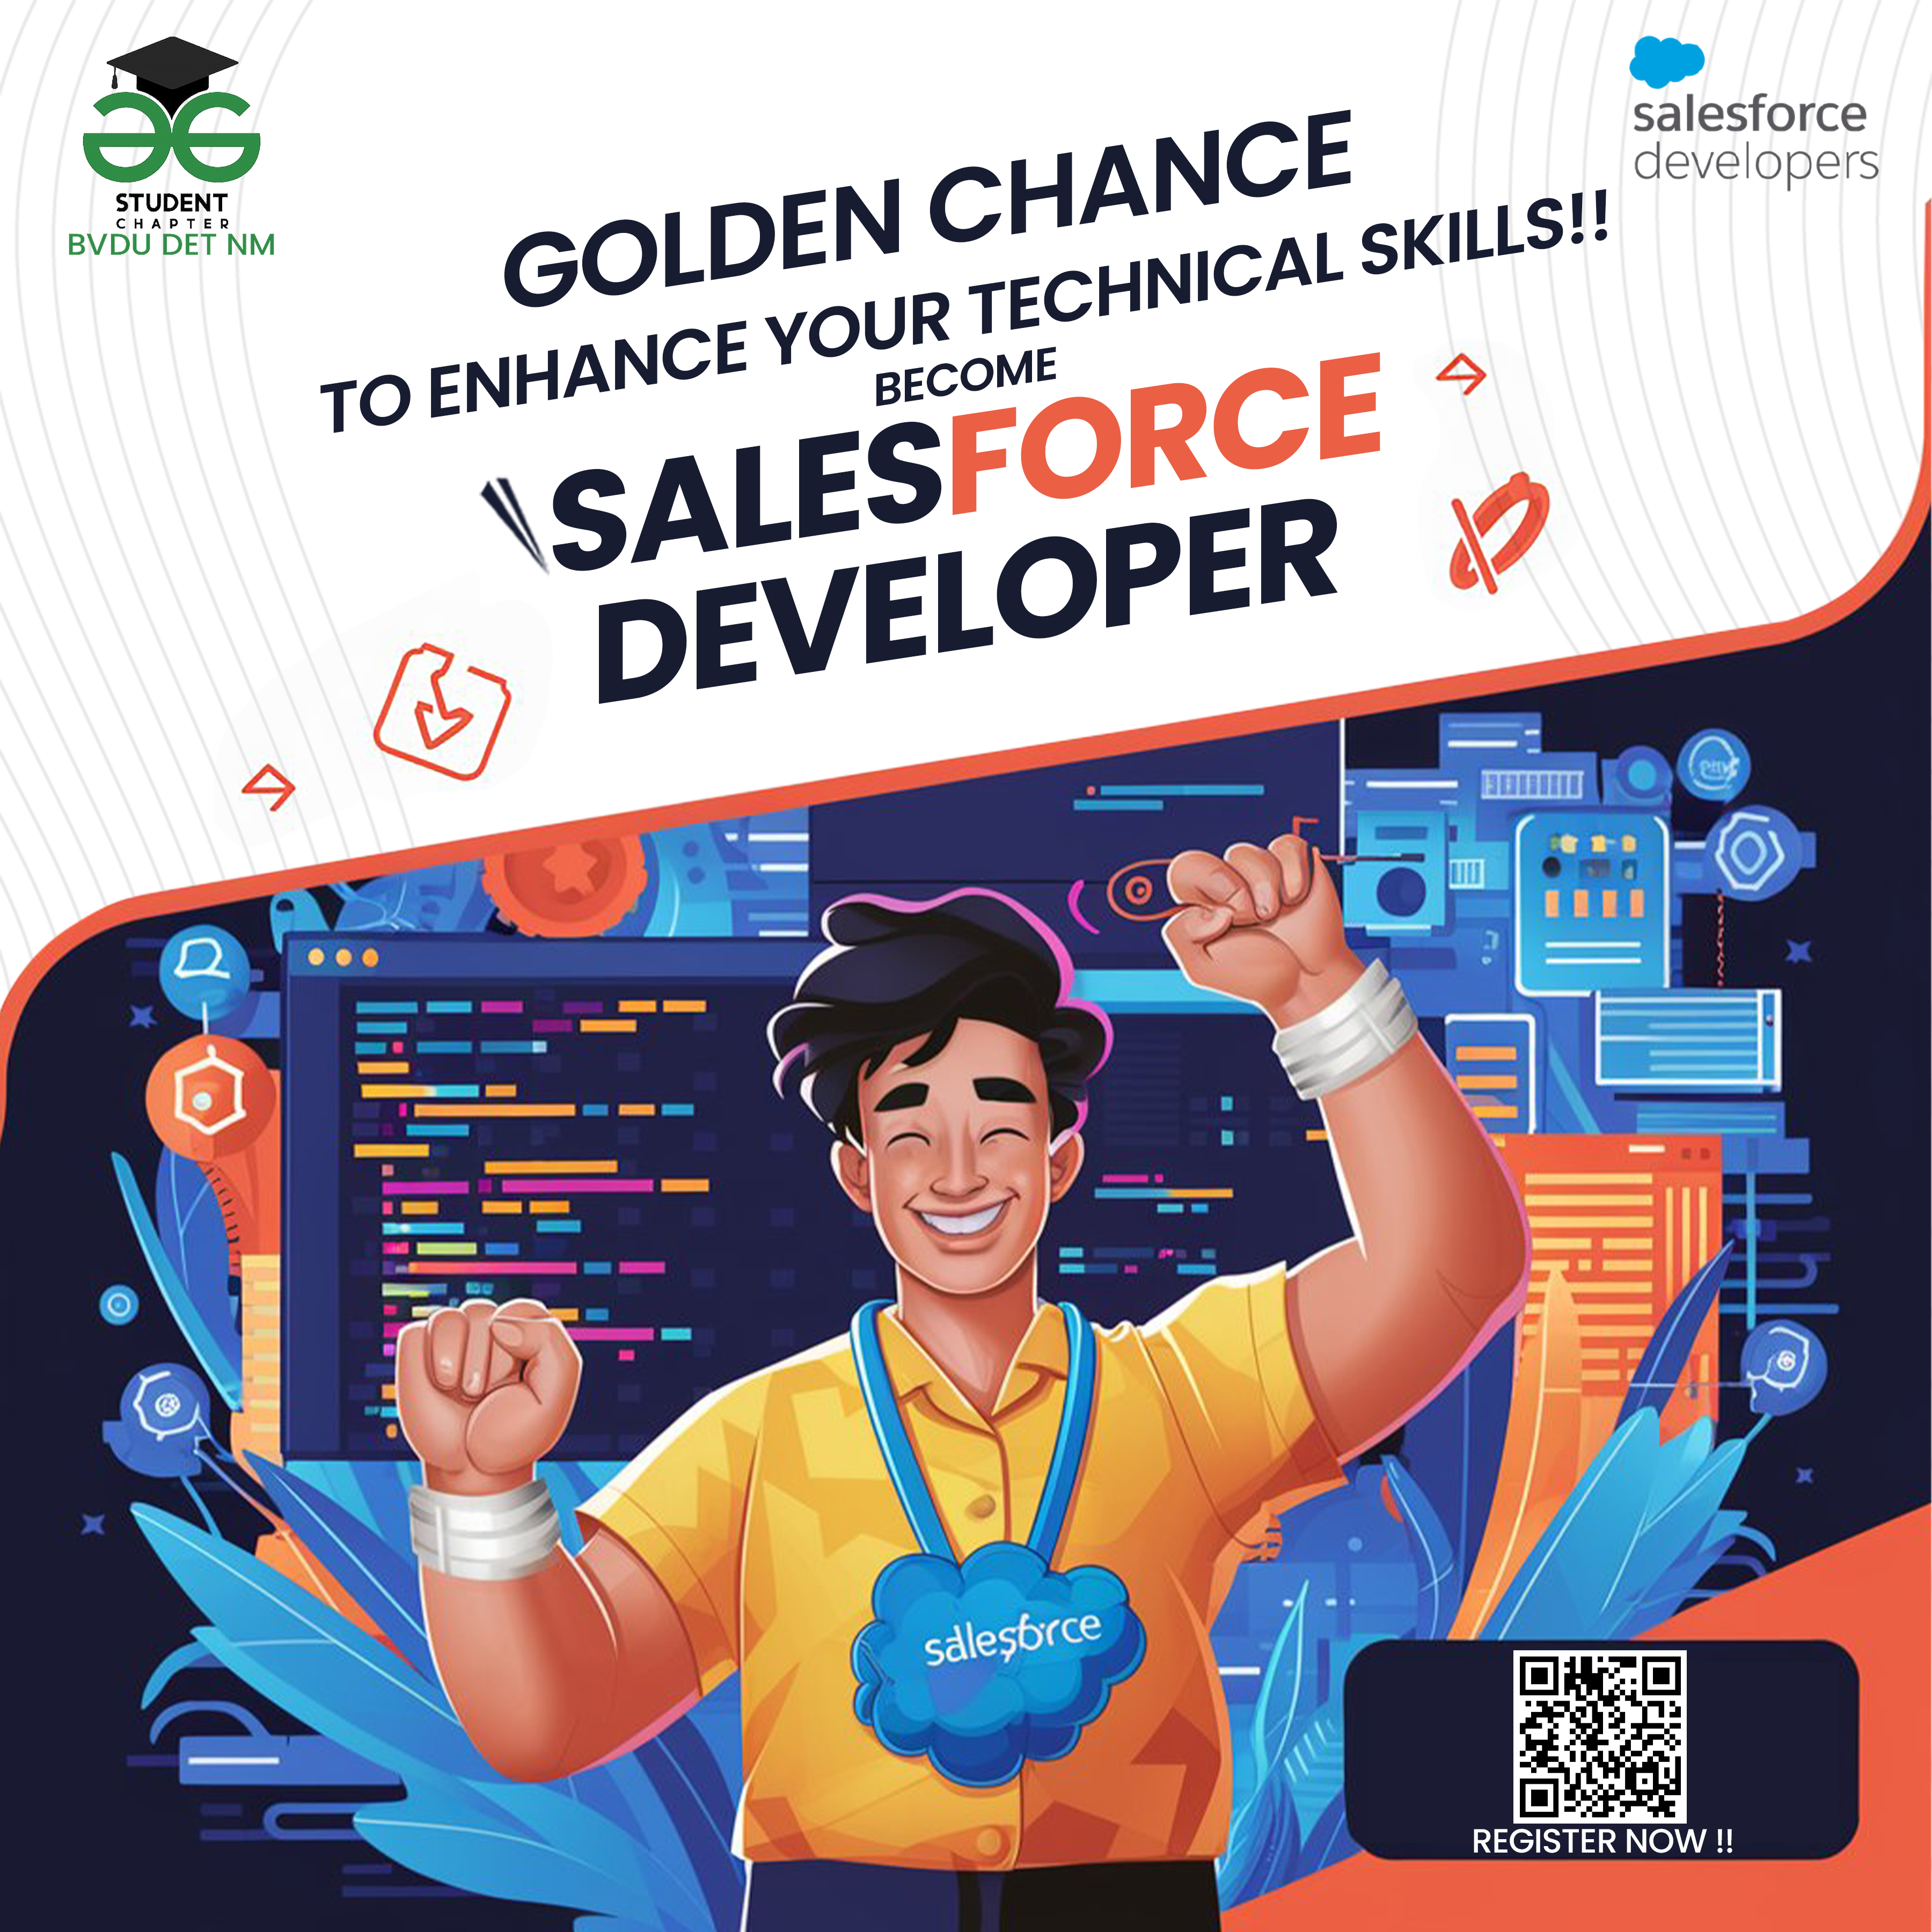 STUDENT
CHAPTER
BVDU DET NM
salesforce
developers
GOLDEN CHANCE
TO ENHANCE YOUR TECHNICAL SKILLS!!
BECOME
SALESFORCE
DEVELOPER
salesforce
REGISTER NOW !!